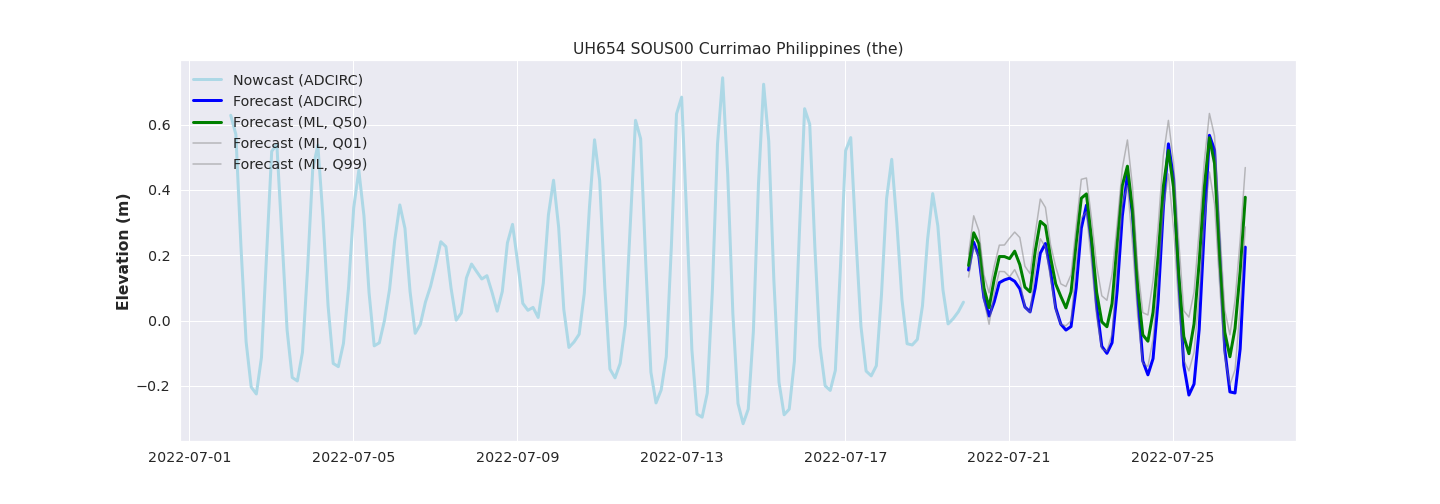 UH654 SOUS00 Currimao Philippines (the)
Nowcast (ADCIRC)
Forecast (ADCIRC)
Forecast (ML, Q50)
Forecast (ML, Q01)
Forecast (ML, Q99)
Elevation (m)
0.6
0.4
0.2
0.0
−0.2
2022-07-01
2022-07-05
2022-07-09
2022-07-13
2022-07-17
2022-07-21
2022-07-25